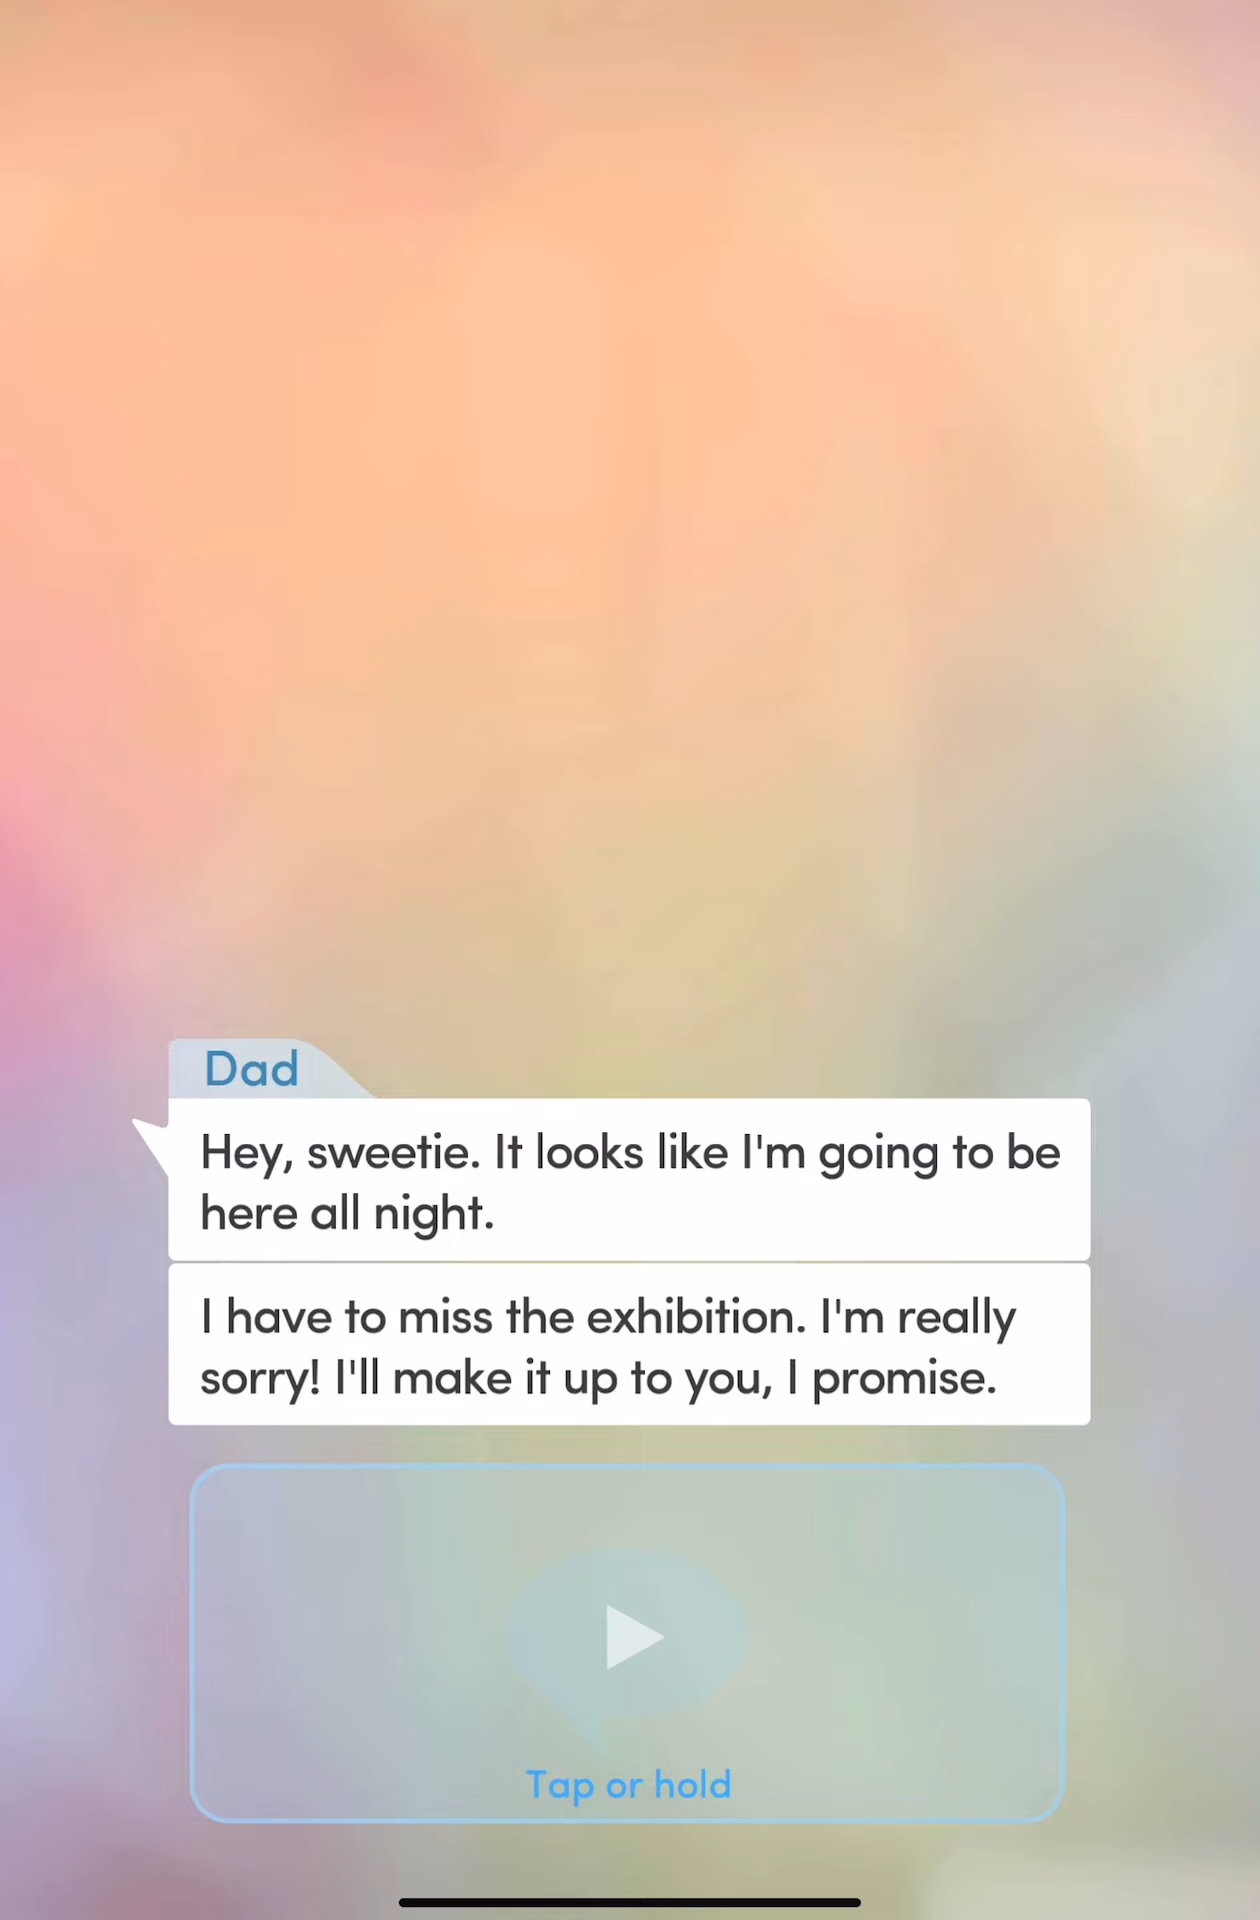 Dad
Hey, sweetie. It looks like I'm going to be
here all night.
I have to miss the exhibition. I'm really
sorry! I'll make it up to you, I promise.
Tap or hold